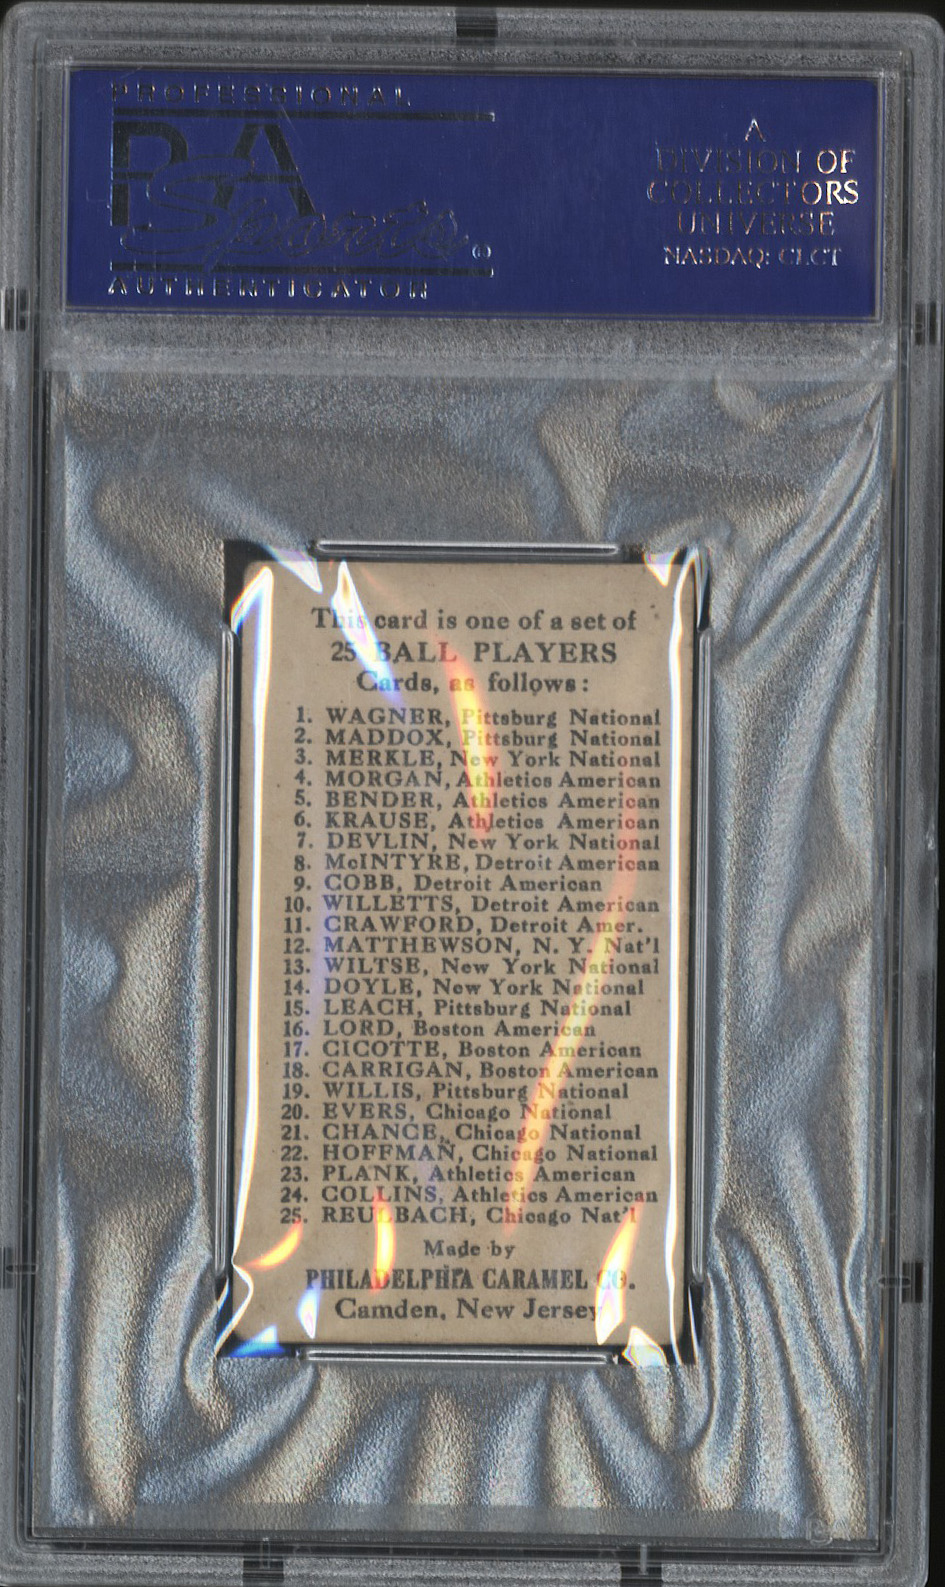 PROFESSIONAL
PSA
Sports®
AUTHENTICATOR
A
DIVISION OF
COLLECTORS
UNIVERSE
NASDAQ: CLCT
This card is one of a set of
25 BALL PLAYERS
Cards, as follows:
1. WAGNER, Pittsburg National
2. MADDOX, Pittsburg National
3. MERKLE, New York National
4. MORGAN, Athletics American
5. BENDER, Athletics American
6. KRAUSE, Athletics American
7. DEVLIN, New York National
8. McINTYRE, Detroit American
9. COBB, Detroit American
10. WILLETTS, Detroit American
11. CRAWFORD, Detroit Amer.
12. MATTHEWSON, N. Y. Nat'l
13. WILTSE, New York National
14. DOYLE, New York National
15. LEACH, Pittsburg National
16. LORD, Boston American
17. CICOTTE, Boston American
18. CARRIGAN, Boston American
19. WILLIS, Pittsburg National
20. EVERS, Chicago National
21. CHANCE, Chicago National
22. HOFFMAN, Chicago National
23. PLANK, Athletics American
24. COLLINS, Athletics American
25. REULBACH, Chicago Nat'l
Made by
PHILADELPHIA CARAMEL CO.
Camden, New Jersey